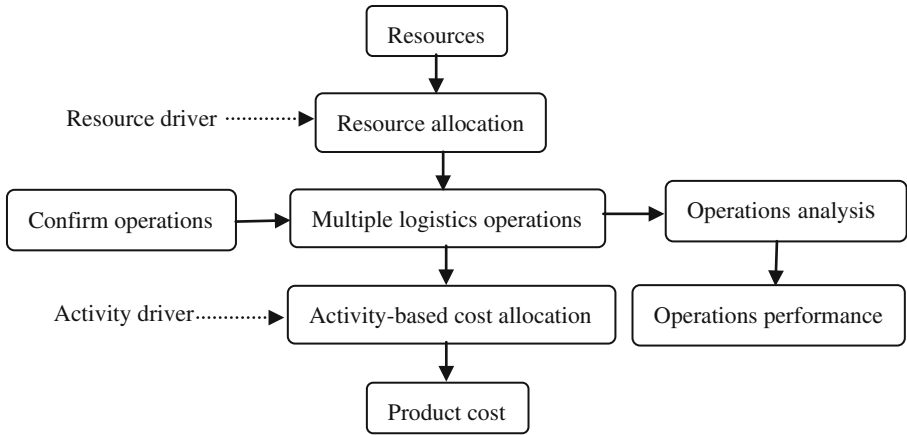 Resources
Resource driver
Resource allocation
Confirm operations
Multiple logistics operations
Operations analysis
Activity driver
Activity-based cost allocation
Operations performance
Product cost